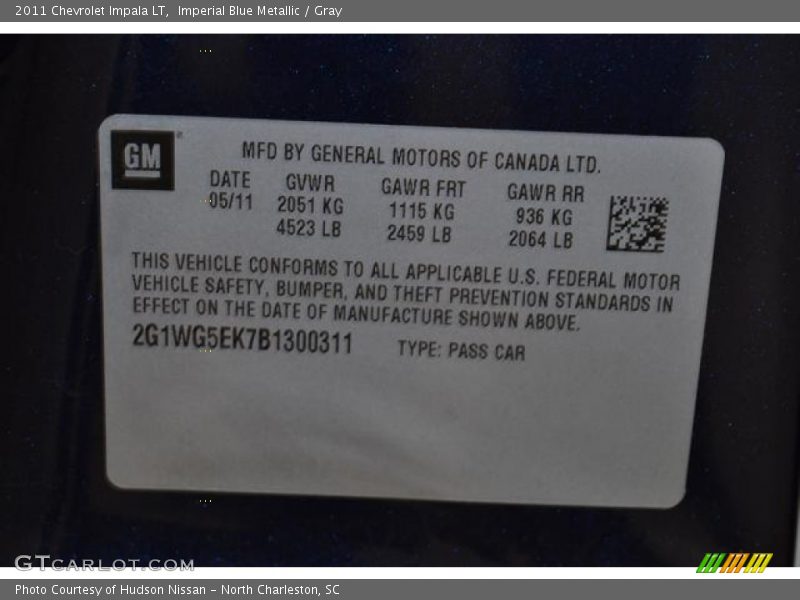 2011 Chevrolet Impala LT, Imperial Blue Metallic / Gray
GM
MFD BY GENERAL MOTORS OF CANADA LTD.
DATE GVWR GAWR FRT GAWR RR
05/11 2051 KG 1115 KG 936 KG
4523 LB 2459 LB 2064 LB
THIS VEHICLE CONFORMS TO ALL APPLICABLE U.S. FEDERAL MOTOR
VEHICLE SAFETY, BUMPER, AND THEFT PREVENTION STANDARDS IN
EFFECT ON THE DATE OF MANUFACTURE SHOWN ABOVE.
2G1WG5EK7B1300311 TYPE: PASS CAR
GTCARLOT.COM
Photo Courtesy of Hudson Nissan - North Charleston, SC